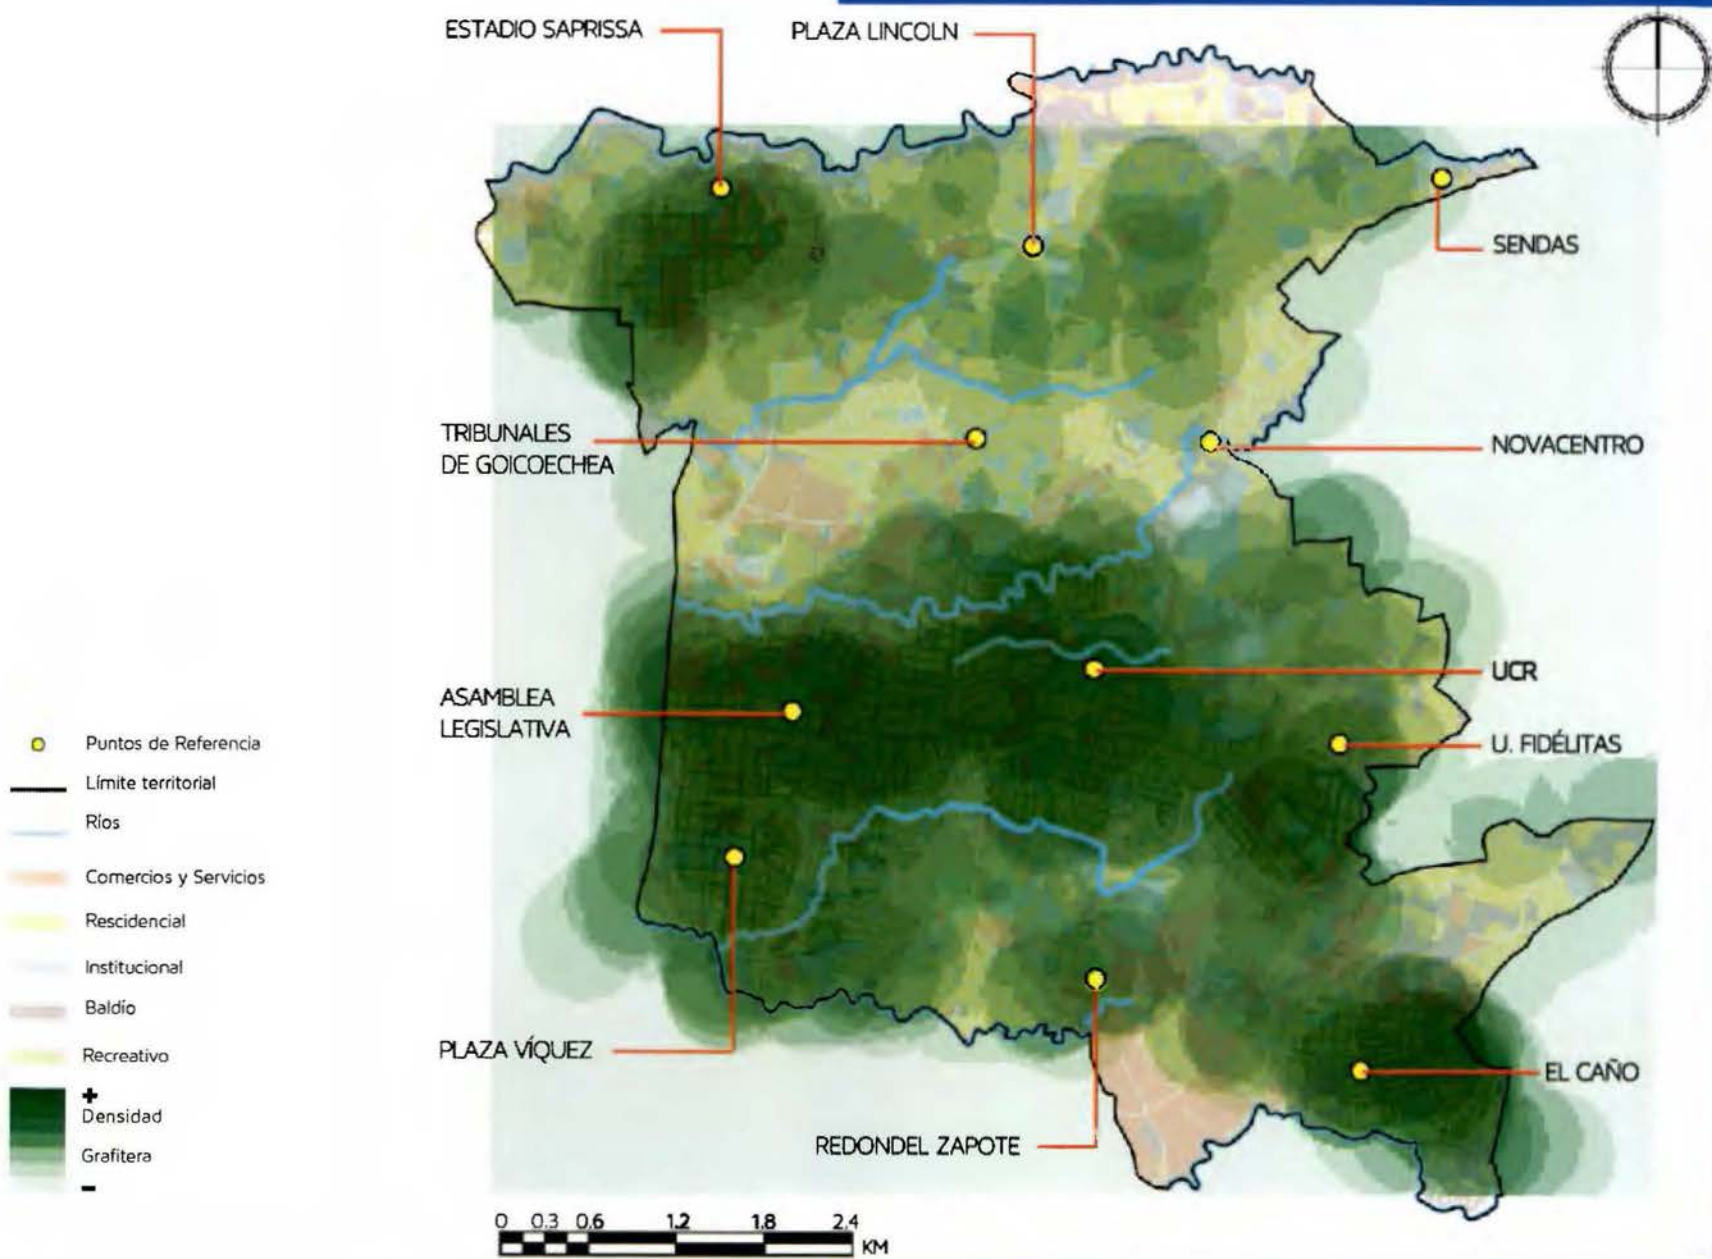 ESTADIO SAPRISSA
PLAZA LINCOLN
SENDAS
TRIBUNALES
DE GOICOECHEA
NOVACENTRO
ASAMBLEA
LEGISLATIVA
UCR
U. FIDÉLITAS
PLAZA VÍQUEZ
EL CAÑO
REDONDEL ZAPOTE
Puntos de Referencia
Límite territorial
Ríos
Comercios y Servicios
Rescidencial
Institucional
Baldío
Recreativo
+
Densidad
Grafitera
-
0 0.3 0.6 1.2 1.8 2.4
KM